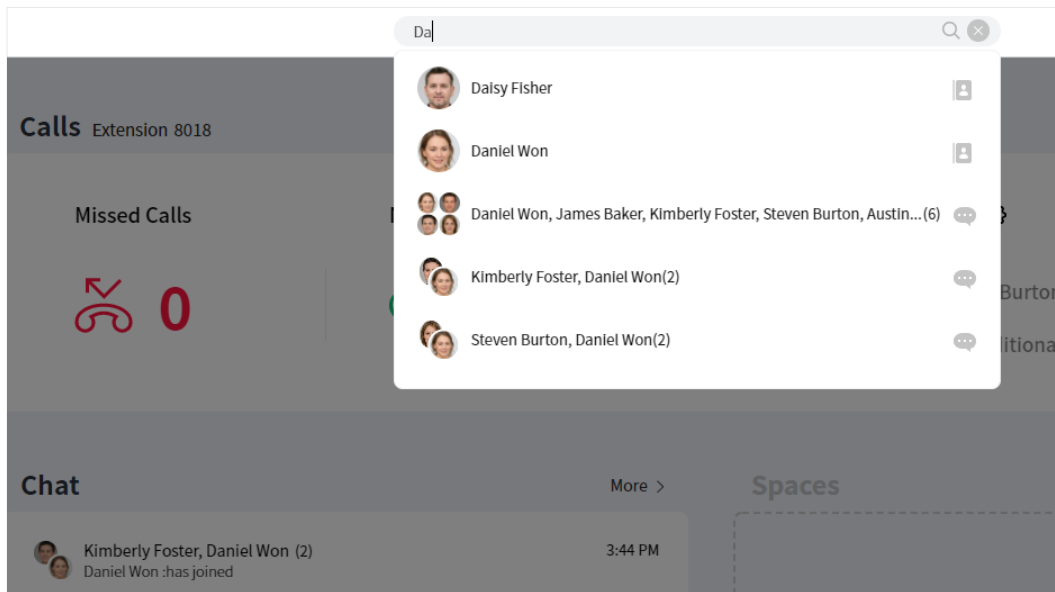 Da
Daisy Fisher
Daniel Won
Daniel Won, James Baker, Kimberly Foster, Steven Burton, Austin...(6)
Kimberly Foster, Daniel Won(2)
Steven Burton, Daniel Won(2)
Calls Extension 8018
Missed Calls
0
Burto
itiona
Chat
More >
Spaces
Kimberly Foster, Daniel Won (2)
3:44 PM
Daniel Won :has joined